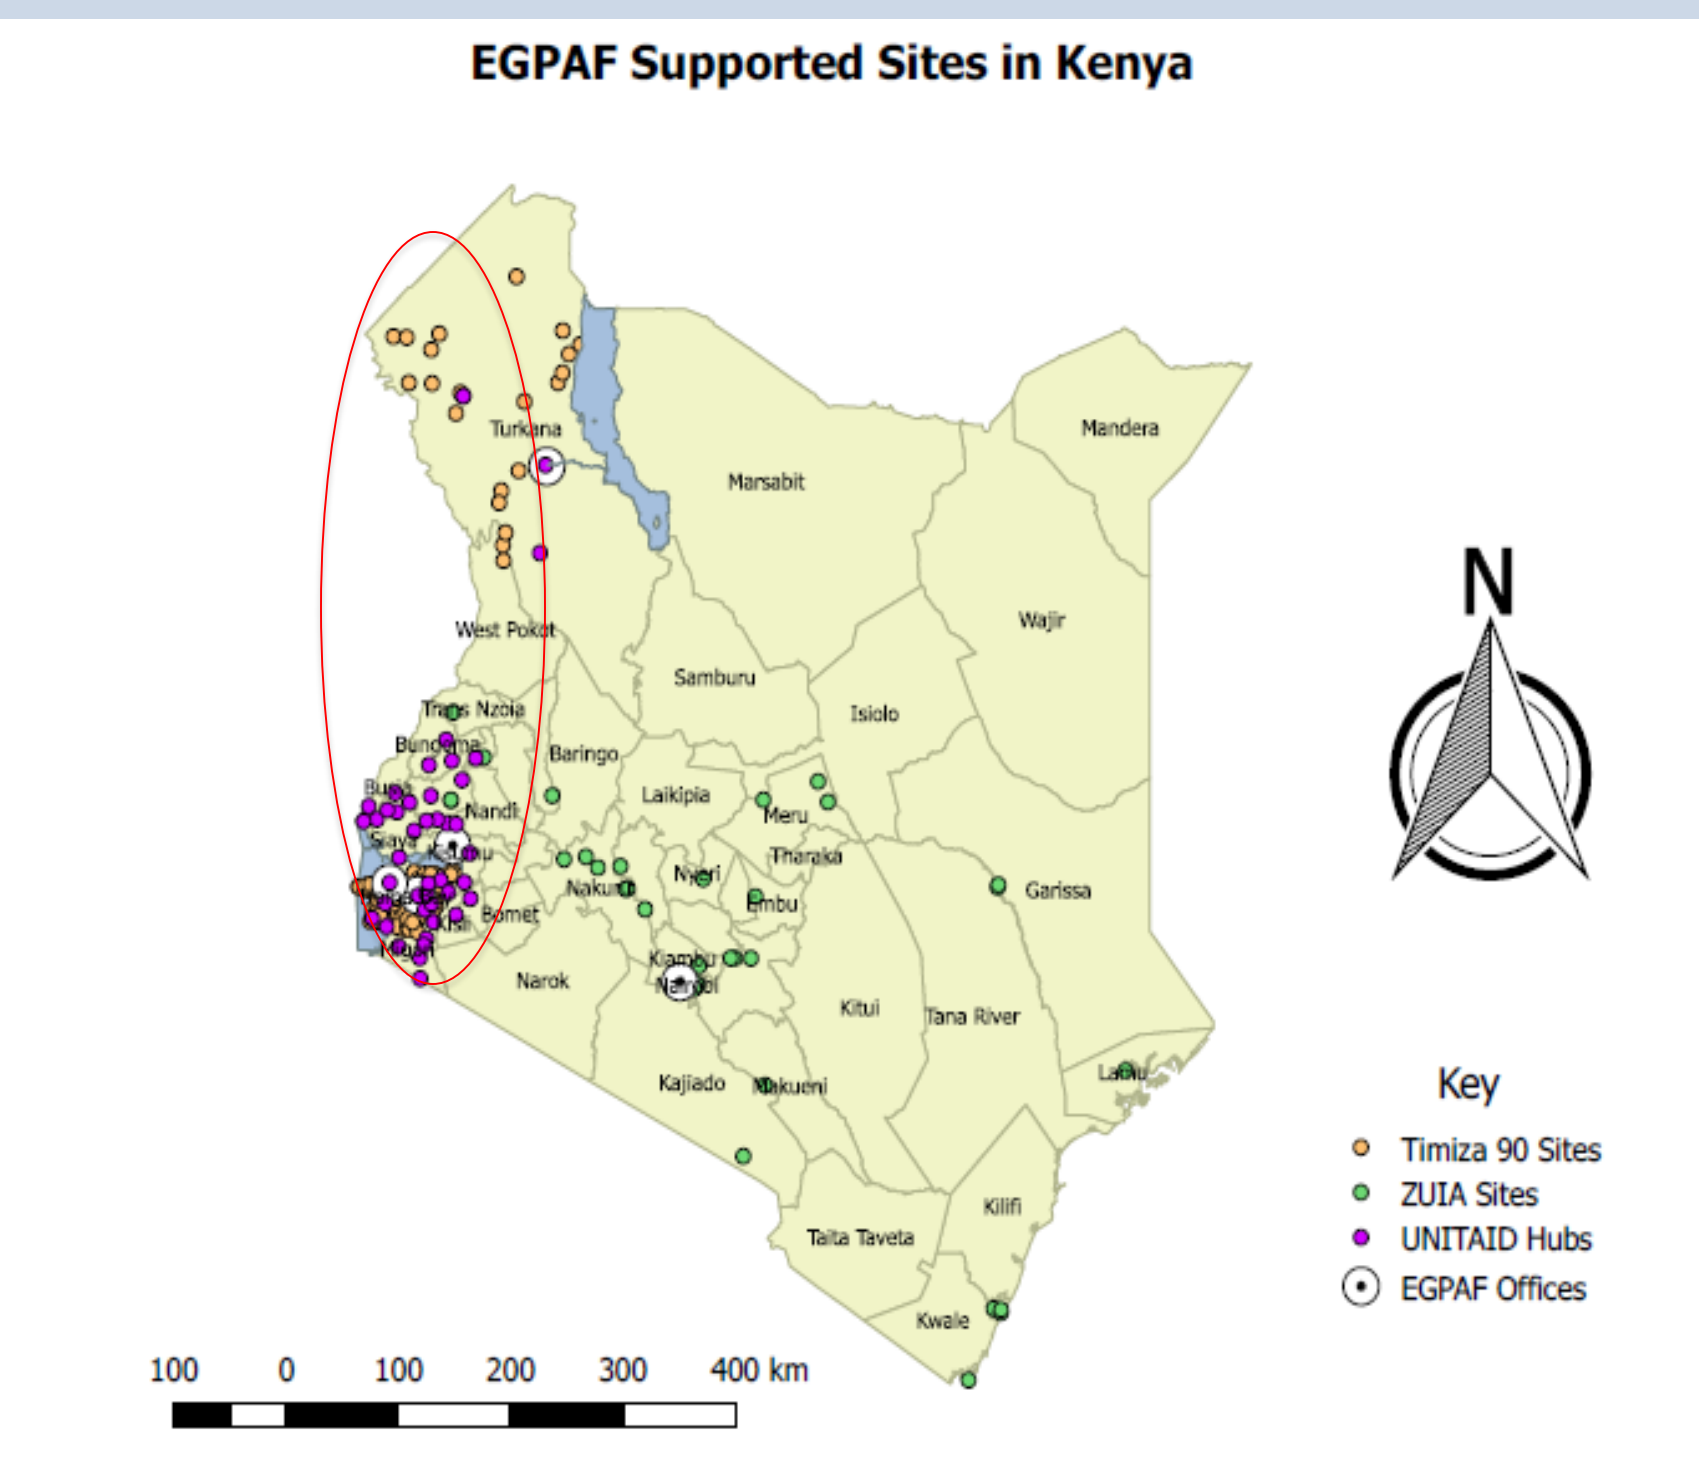 EGPAF Supported Sites in Kenya
Turkana
Mandera
Marsabit
Wajir
West Pokot
Samburu
Isiolo
Trans Nzoia
Bungoma
Baringo
Busia
Laikipia
Nandi
Meru
Siaya
Kisumu
Tharaka
Nyeri
Nakuru
Garissa
Embu
Bomet
Kisii
Kiambu
Narok
Nairobi
Kitui
Tana River
Lamu
Kajiado
Makueni
Kilifi
Taita Taveta
Kwale
N
Key
Timiza 90 Sites
ZUIA Sites
UNITAID Hubs
EGPAF Offices
100 0 100 200 300 400 km